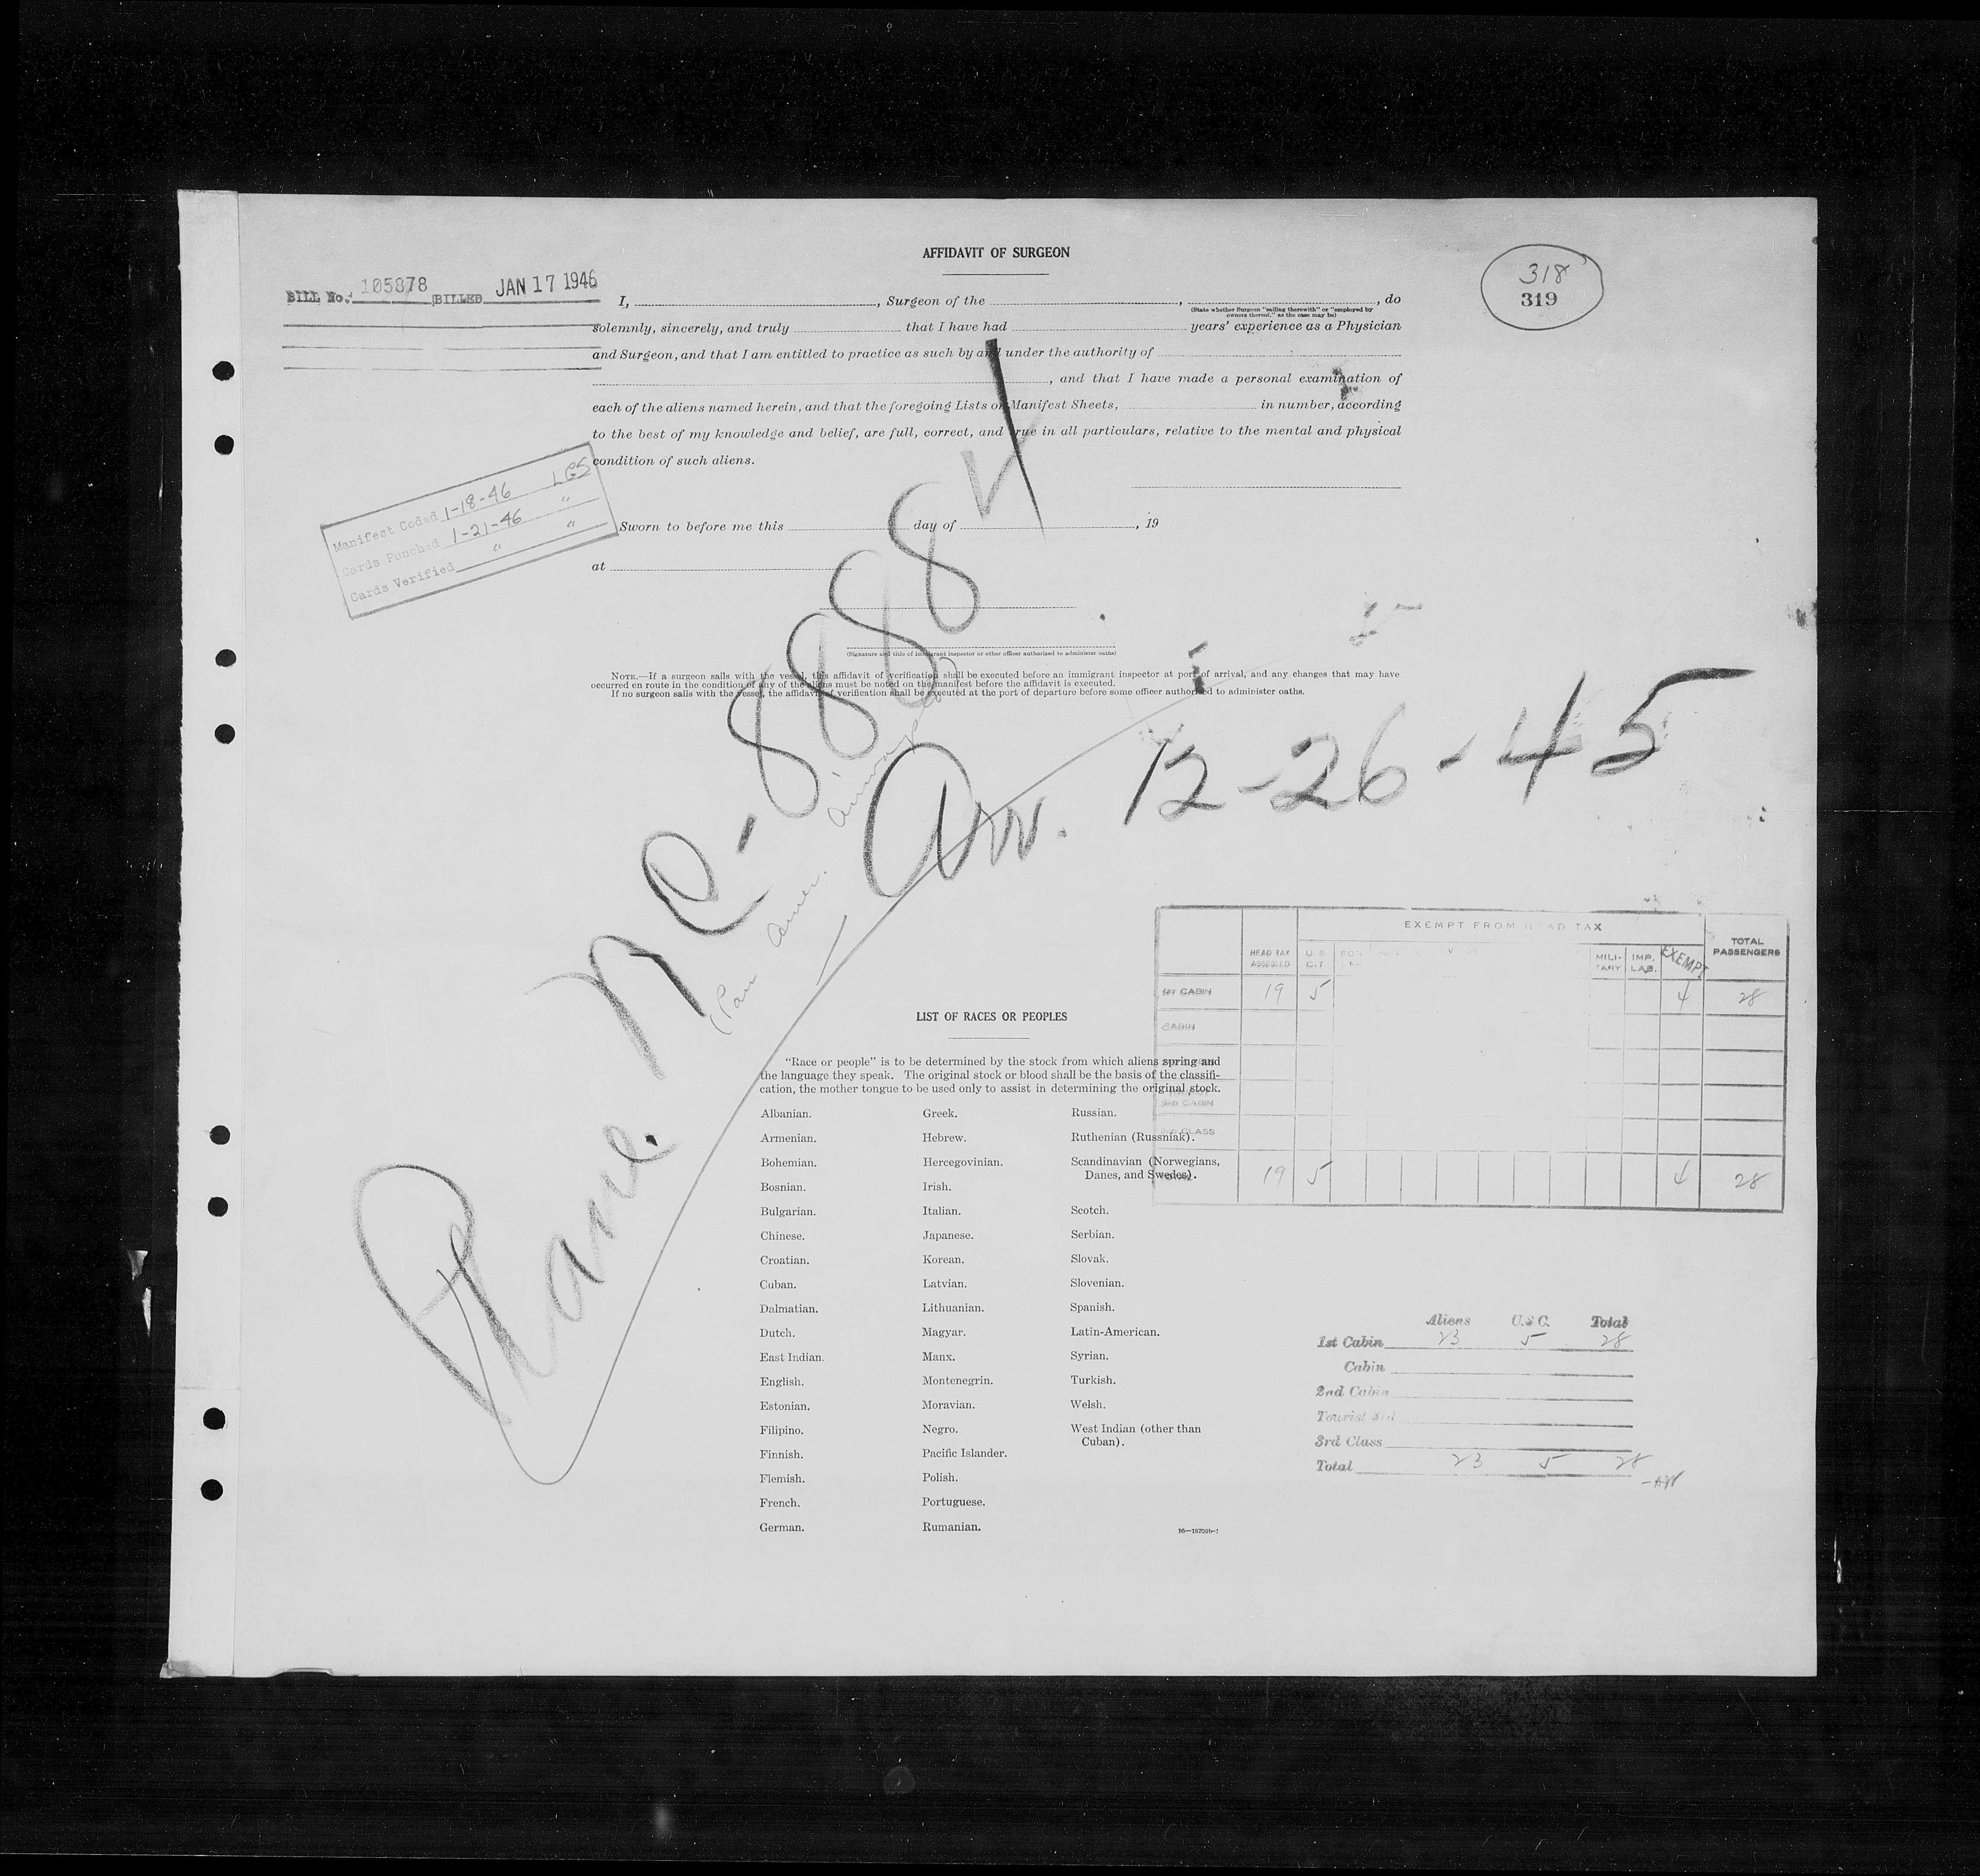 AFFIDAVIT OF SURGEON
318
319
BILL No. 105878 BILLED JAN 17 1946
I, , Surgeon of the , , do
(State whether Surgeon "sailing therewith" or "employed by
owners thereof," as the case may be)
solemnly, sincerely, and truly that I have had years' experience as a Physician
and Surgeon, and that I am entitled to practice as such by and under the authority of
, and that I have made a personal examination of
each of the aliens named herein, and that the foregoing Lists or Manifest Sheets, in number, according
to the best of my knowledge and belief, are full, correct, and true in all particulars, relative to the mental and physical
condition of such aliens.
Manifest Coded 1-18-46 LGS
Cards Punched 1-21-46 "
Cards Verified " "
Sworn to before me this day of , 19
at
(Signature and title of immigrant inspector or other officer authorized to administer oaths)
NOTE.—If a surgeon sails with the vessel, this affidavit of verification shall be executed before an immigrant inspector at port of arrival, and any changes that may have
occurred en route in the condition of any of the aliens must be noted on the manifest before the affidavit is executed.
If no surgeon sails with the vessel, the affidavit of verification shall be executed at the port of departure before some officer authorized to administer oaths.
Plane. NC-88884
(Pan Amer. Airways)
Arr. 12-26-45
EXEMPT FROM HEAD TAX
HEAD TAX ASSESSED U.S. CIT MILI-TARY IMP. LAB. EXEMPT TOTAL PASSENGERS
1ST CABIN 19 5 4 28
CABIN
3RD CABIN
3RD CLASS
19 5 4 28
LIST OF RACES OR PEOPLES
"Race or people" is to be determined by the stock from which aliens spring and
the language they speak. The original stock or blood shall be the basis of the classifi-
cation, the mother tongue to be used only to assist in determining the original stock.
Albanian.
Armenian.
Bohemian.
Bosnian.
Bulgarian.
Chinese.
Croatian.
Cuban.
Dalmatian.
Dutch.
East Indian.
English.
Estonian.
Filipino.
Finnish.
Flemish.
French.
German.
Greek.
Hebrew.
Hercegovinian.
Irish.
Italian.
Japanese.
Korean.
Latvian.
Lithuanian.
Magyar.
Manx.
Montenegrin.
Moravian.
Negro.
Pacific Islander.
Polish.
Portuguese.
Rumanian.
Russian.
Ruthenian (Russniak).
Scandinavian (Norwegians,
Danes, and Swedes).
Scotch.
Serbian.
Slovak.
Slovenian.
Spanish.
Latin-American.
Syrian.
Turkish.
Welsh.
West Indian (other than
Cuban).
16—18709b-1
Aliens U.S.C. Total
1st Cabin 23 5 28
Cabin
2nd Cabin
Tourist 3rd
3rd Class
Total 23 5 28